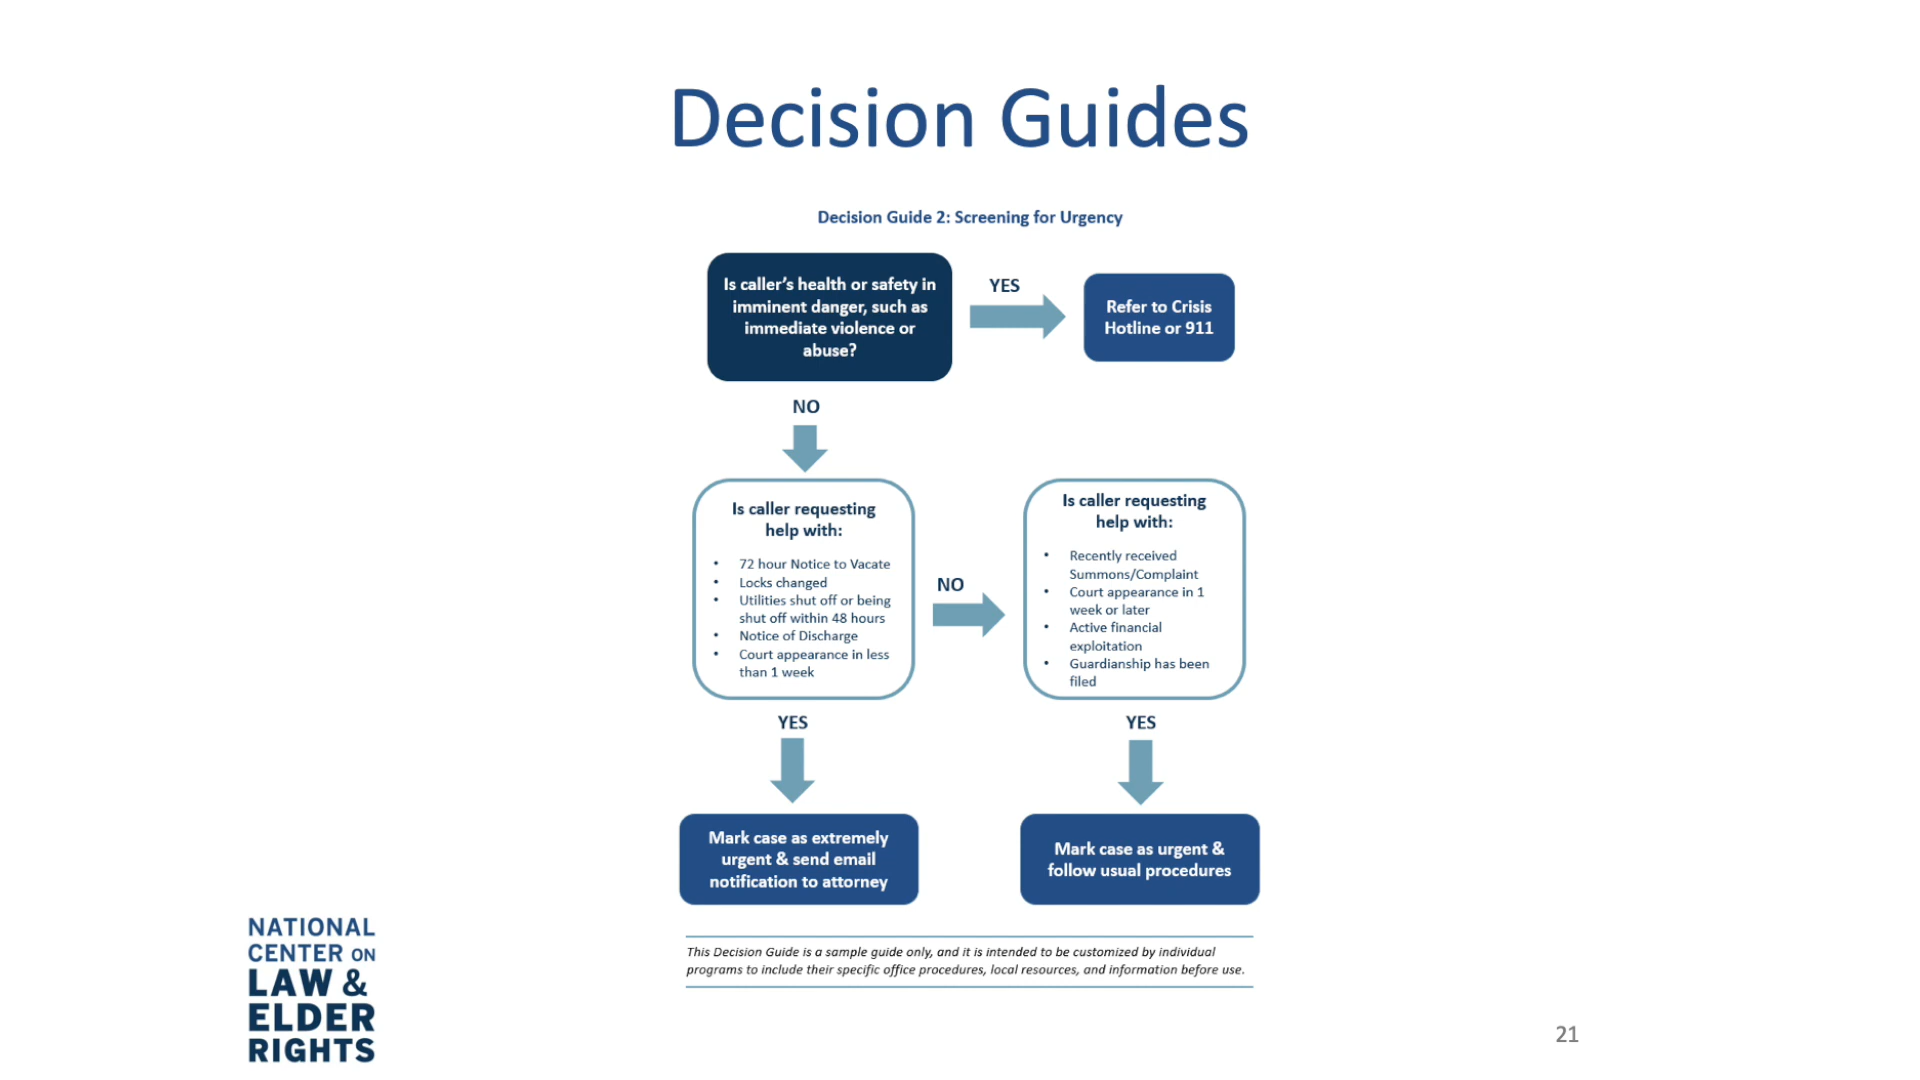 Decision Guides
Decision Guide 2: Screening for Urgency
Is caller's health or safety in
imminent danger, such as
immediate violence or
abuse?
YES
Refer to Crisis
Hotline or 911
NO
Is caller requesting
help with:
• 72 hour Notice to Vacate
• Locks changed
• Utilities shut off or being
shut off within 48 hours
• Notice of Discharge
• Court appearance in less
than 1 week
NO
Is caller requesting
help with:
• Recently received
Summons/Complaint
• Court appearance in 1
week or later
• Active financial
exploitation
• Guardianship has been
filed
YES
YES
Mark case as extremely
urgent & send email
notification to attorney
Mark case as urgent &
follow usual procedures
This Decision Guide is a sample guide only, and it is intended to be customized by individual
programs to include their specific office procedures, local resources, and information before use.
NATIONAL
CENTER ON
LAW &
ELDER
RIGHTS
21